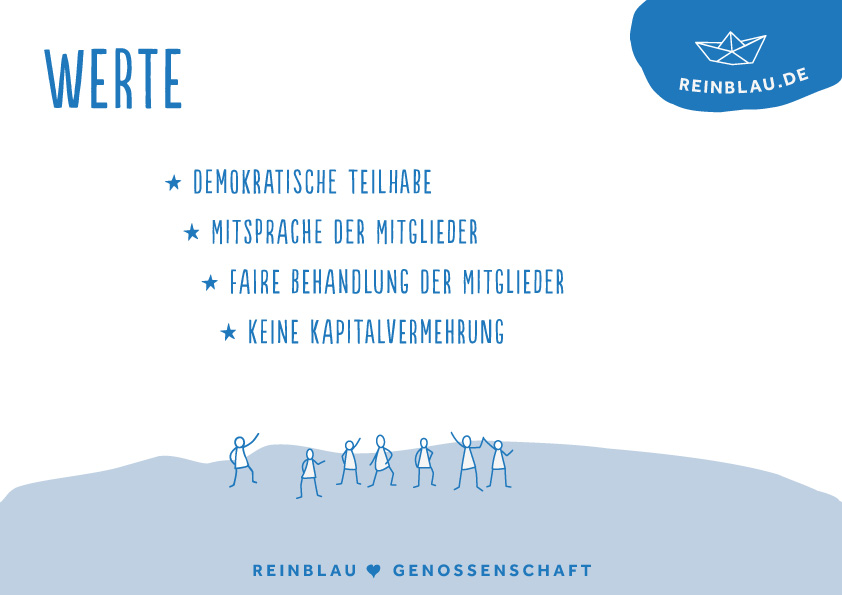 WERTE
REINBLAU.DE
★ DEMOKRATISCHE TEILHABE
★ MITSPRACHE DER MITGLIEDER
★ FAIRE BEHANDLUNG DER MITGLIEDER
★ KEINE KAPITALVERMEHRUNG
REINBLAU ♥ GENOSSENSCHAFT